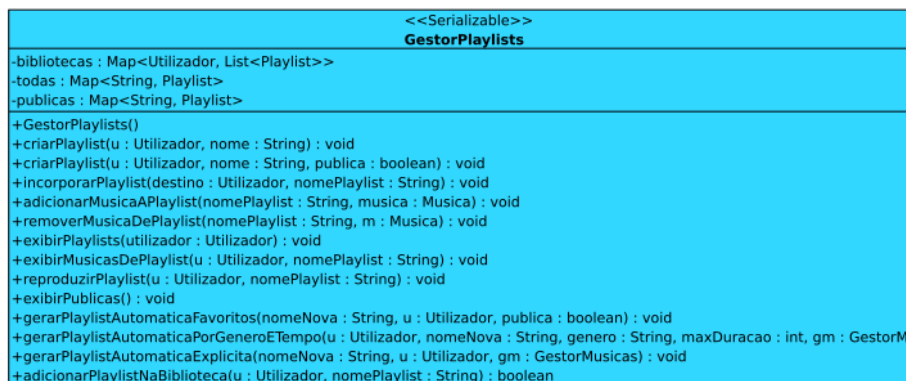 <<Serializable>>
GestorPlaylists
-bibliotecas : Map<Utilizador, List<Playlist>>
-todas : Map<String, Playlist>
-publicas : Map<String, Playlist>
+GestorPlaylists()
+criarPlaylist(u : Utilizador, nome : String) : void
+criarPlaylist(u : Utilizador, nome : String, publica : boolean) : void
+incorporarPlaylist(destino : Utilizador, nomePlaylist : String) : void
+adicionarMusicaAPlaylist(nomePlaylist : String, musica : Musica) : void
+removerMusicaDePlaylist(nomePlaylist : String, m : Musica) : void
+exibirPlaylists(utilizador : Utilizador) : void
+exibirMusicasDePlaylist(u : Utilizador, nomePlaylist : String) : void
+reproduzirPlaylist(u : Utilizador, nomePlaylist : String) : void
+exibirPublicas() : void
+gerarPlaylistAutomaticaFavoritos(nomeNova : String, u : Utilizador, publica : boolean) : void
+gerarPlaylistAutomaticaPorGeneroETempo(u : Utilizador, nomeNova : String, genero : String, maxDuracao : int, gm : GestorM
+gerarPlaylistAutomaticaExplicita(nomeNova : String, u : Utilizador, gm : GestorMusicas) : void
+adicionarPlaylistNaBiblioteca(u : Utilizador, nomePlaylist : String) : boolean